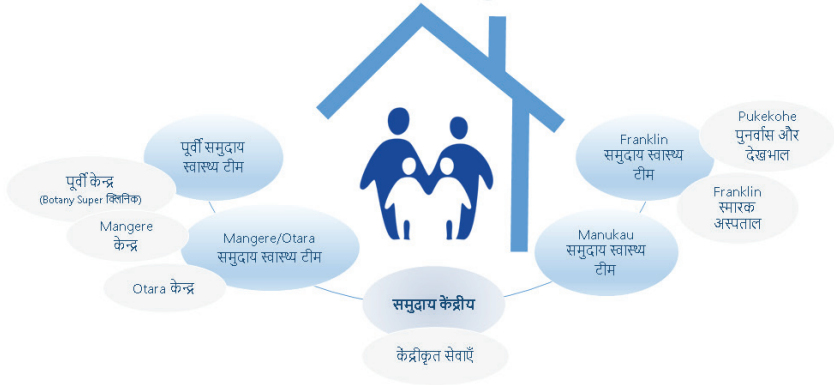 पूर्वी समुदाय
स्वास्थ्य टीम
पूर्वी केन्द्र
(Botany Super क्लिनिक)
Mangere
केन्द्र
Mangere/Otara
समुदाय स्वास्थ्य टीम
Otara केन्द्र
समुदाय केंद्रीय
केंद्रीकृत सेवाएँ
Franklin
समुदाय स्वास्थ्य
टीम
Pukekohe
पुनर्वास और
देखभाल
Franklin
स्मारक
अस्पताल
Manukau
समुदाय स्वास्थ्य
टीम